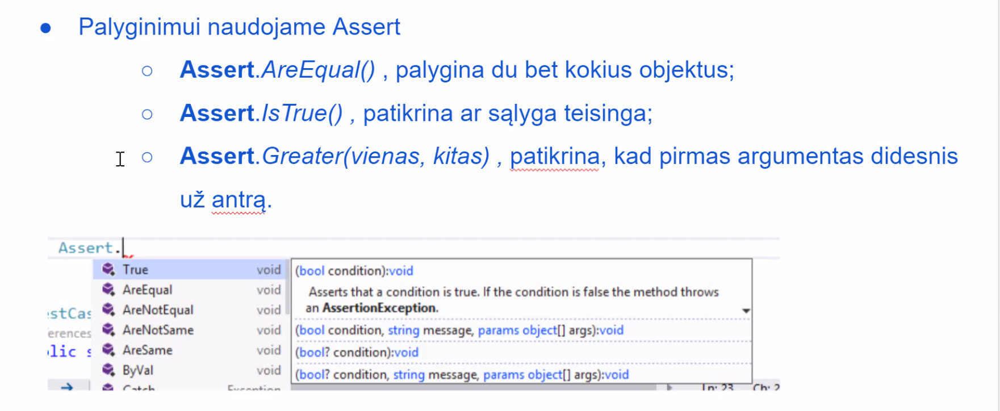 ● Palyginimui naudojame Assert
○ Assert.AreEqual() , palygina du bet kokius objektus;
○ Assert.IsTrue() , patikrina ar sąlyga teisinga;
○ Assert.Greater(vienas, kitas) , patikrina, kad pirmas argumentas didesnis
už antrą.
Assert.
True void
(bool condition):void
AreEqual void
Asserts that a condition is true. If the condition is false the method throws
an AssertionException.
AreNotEqual void
estCas
AreNotSame void
(bool condition, string message, params object[] args):void
erences
AreSame void
(bool? condition):void
lic s
ByVal void
(bool? condition, string message, params object[] args):void
Catch Exception
Ln: 23 Ch: 2